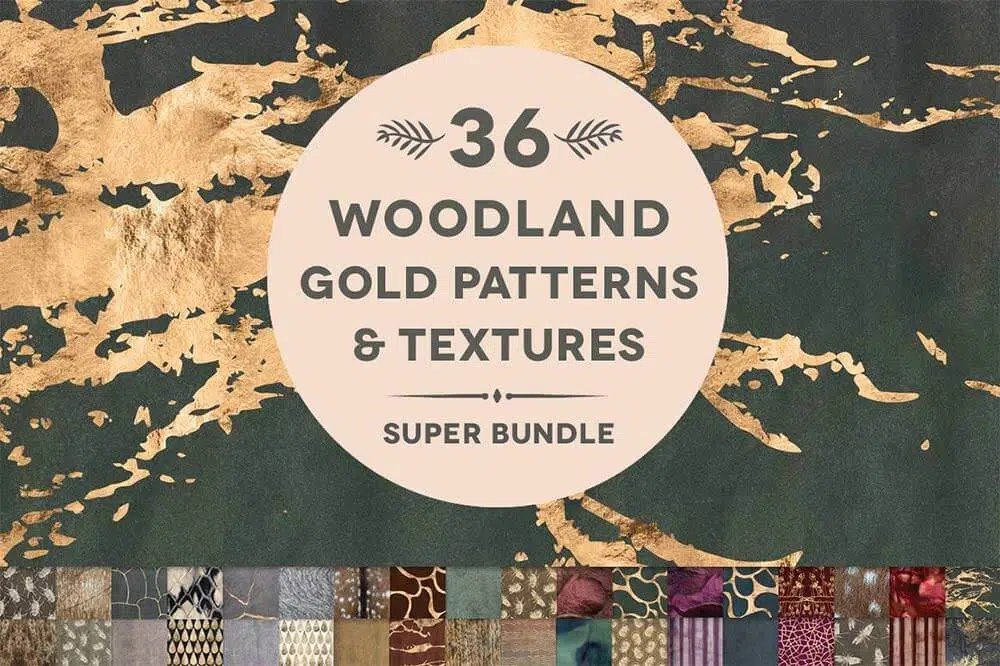 36
WOODLAND
GOLD PATTERNS
& TEXTURES
SUPER BUNDLE